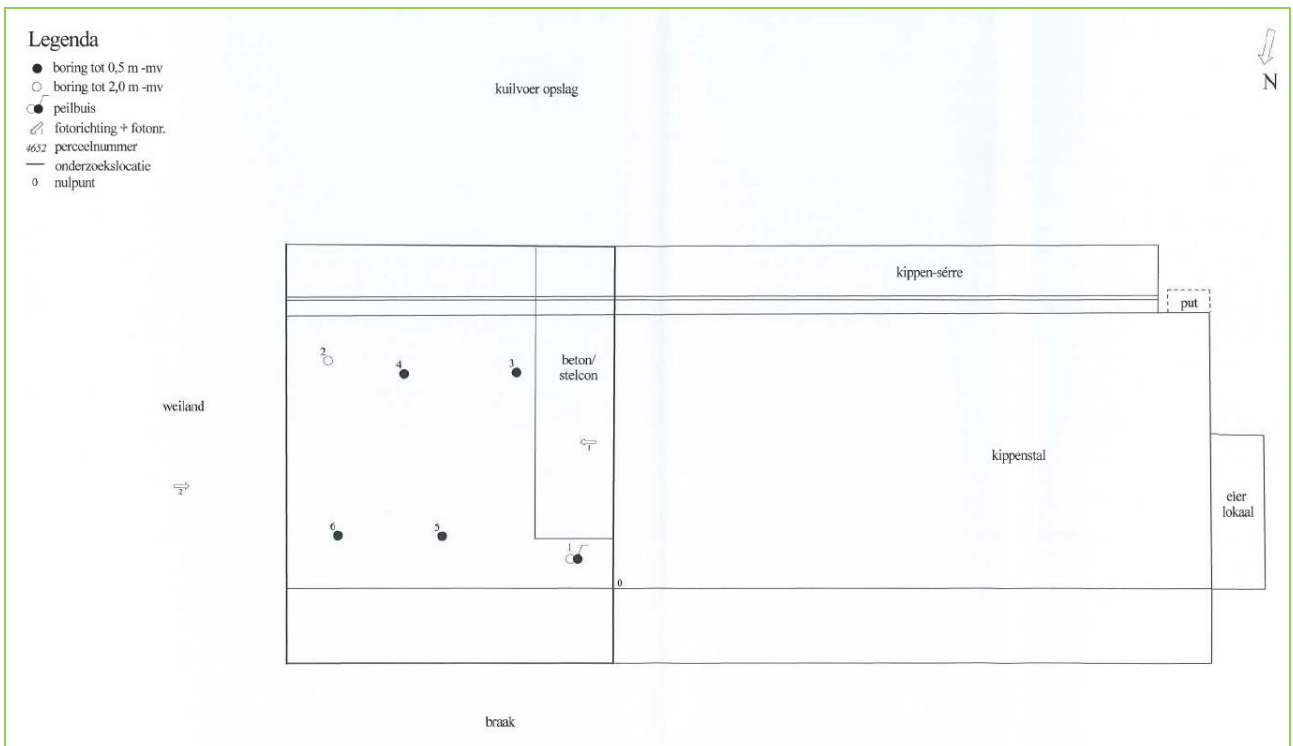 Legenda
boring tot 0,5 m -mv
boring tot 2,0 m -mv
peilbuis
fotorichting + fotonr.
4652 perceelnummer
onderzoekslocatie
0 nulpunt
N
kuilvoer opslag
kippen-sérre
put
2
4
3
beton/
stelcon
weiland
1
kippenstal
2
eier
lokaal
6
5
1
0
braak